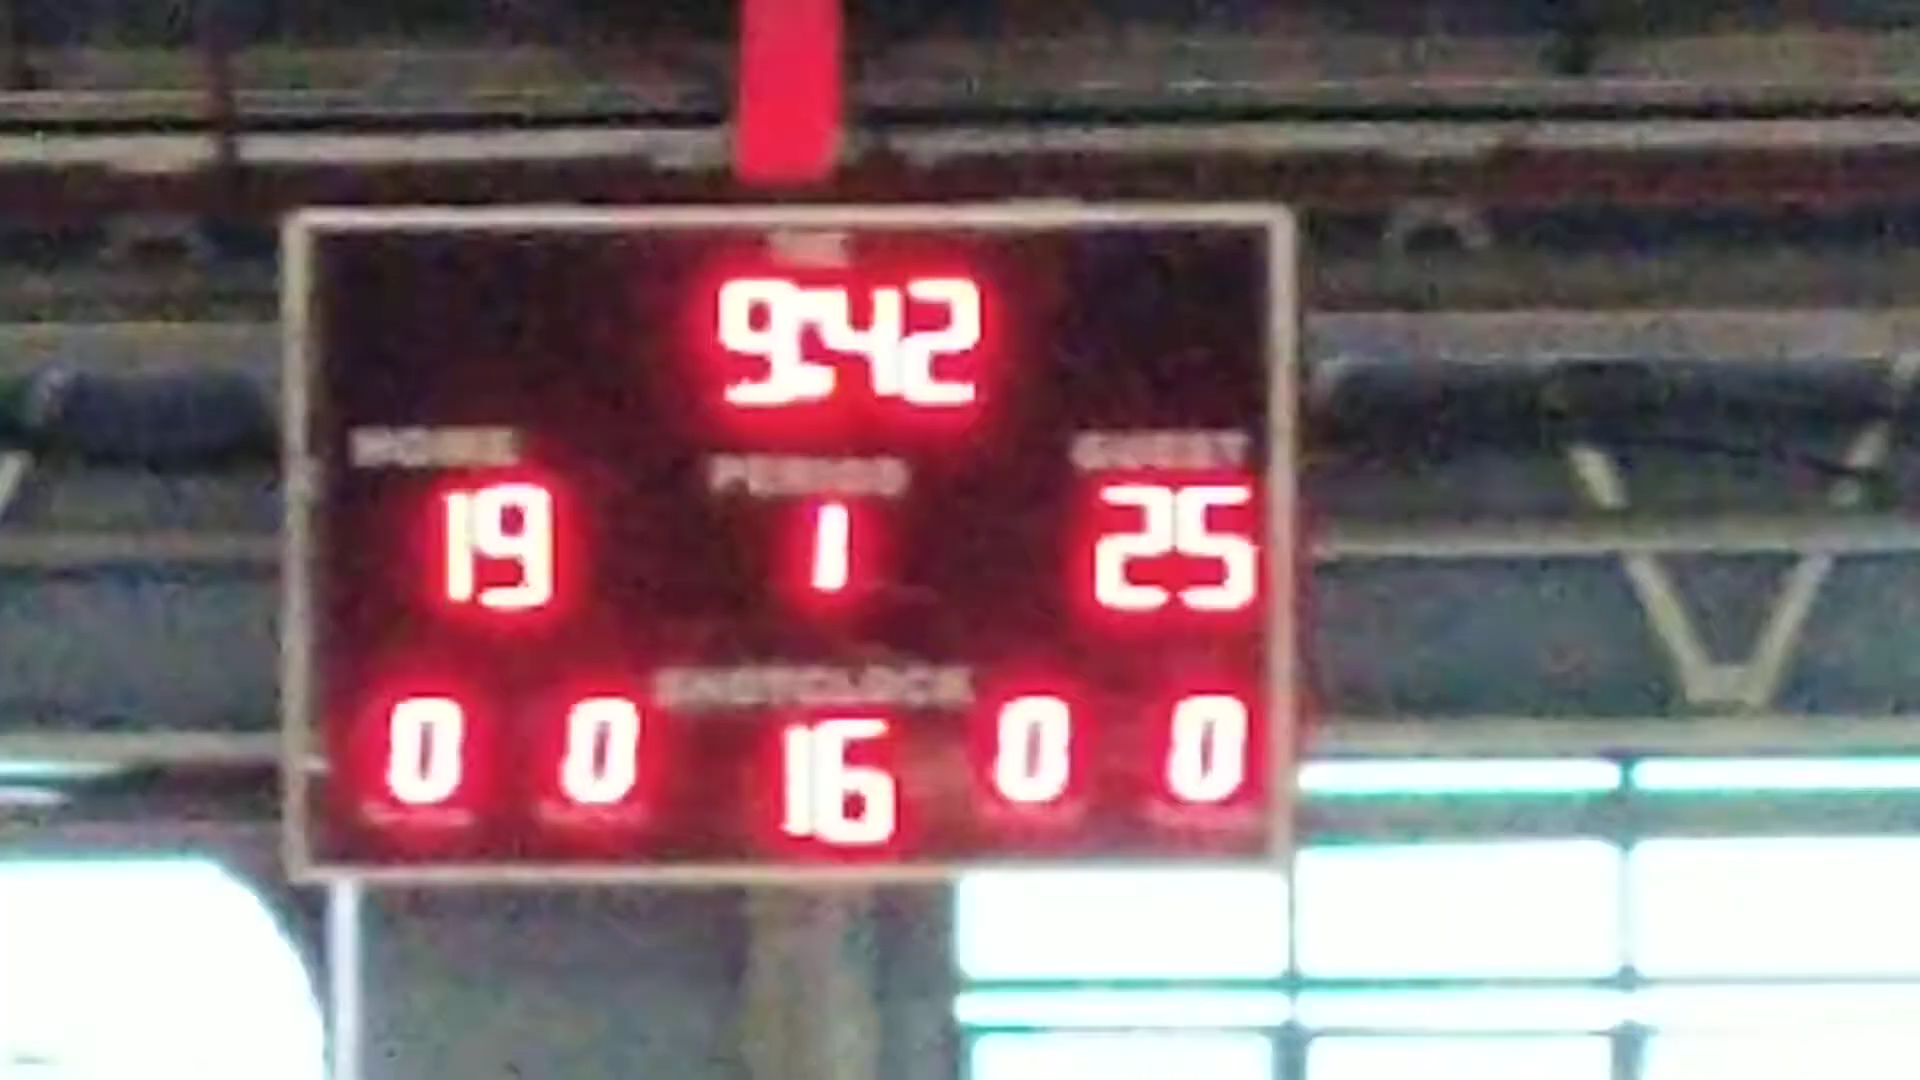 9:42
HOME GUEST
PERIOD
19 1 25
SHOTCLOCK
0 0 16 0 0